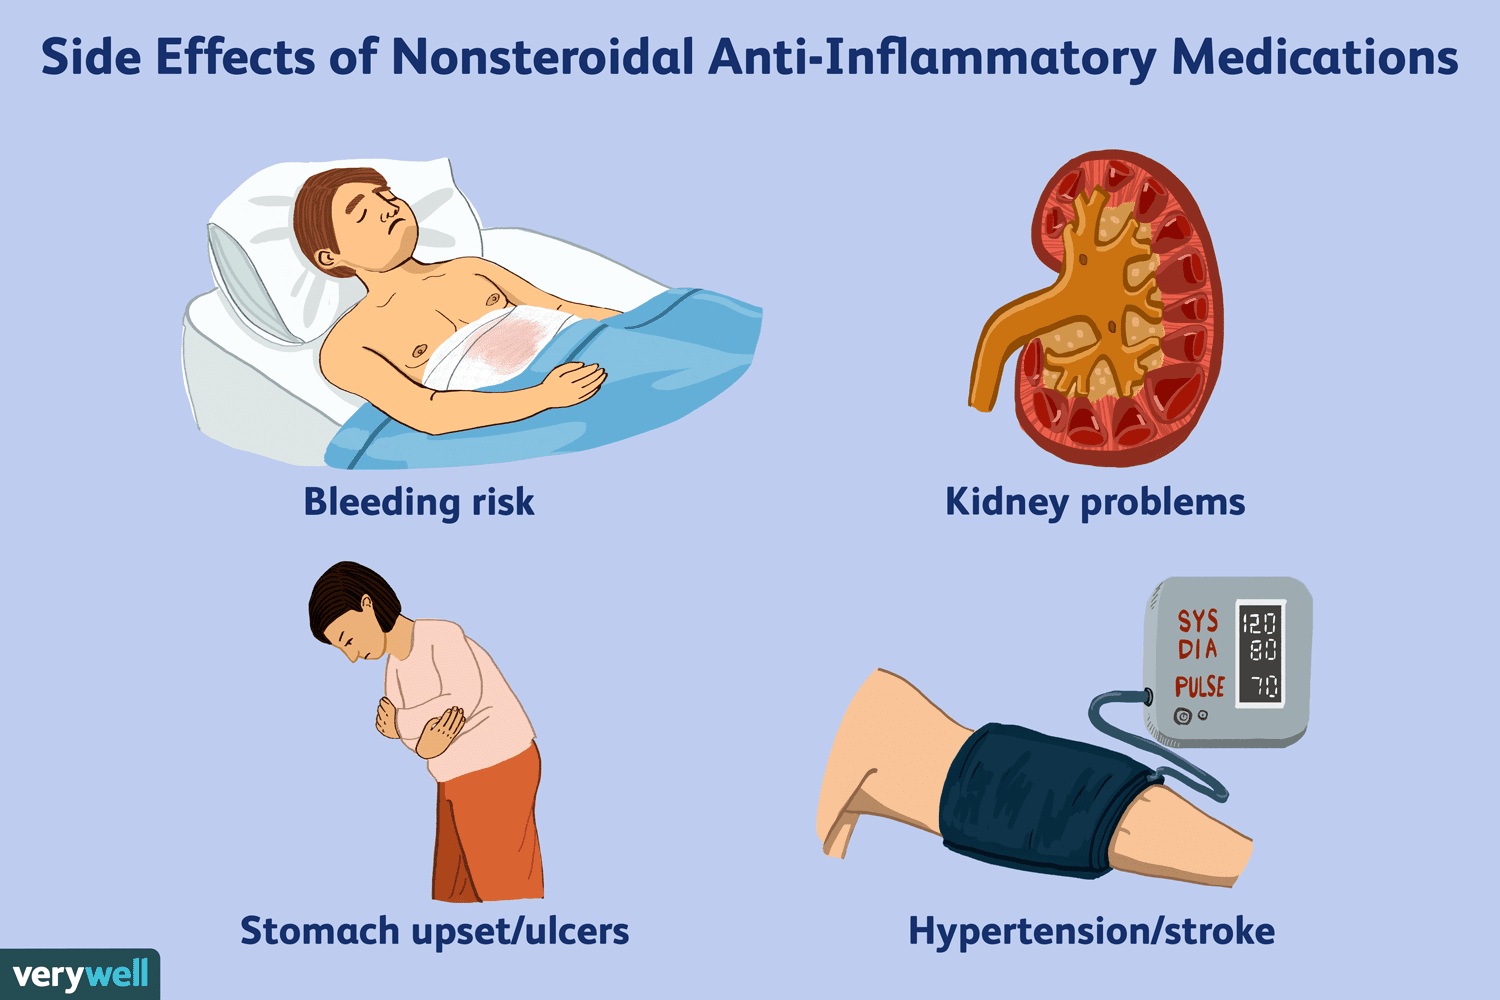 Side Effects of Nonsteroidal Anti-Inflammatory Medications
Bleeding risk
Kidney problems
SYS 120
DIA 80
PULSE 70
Stomach upset/ulcers
Hypertension/stroke
verywell